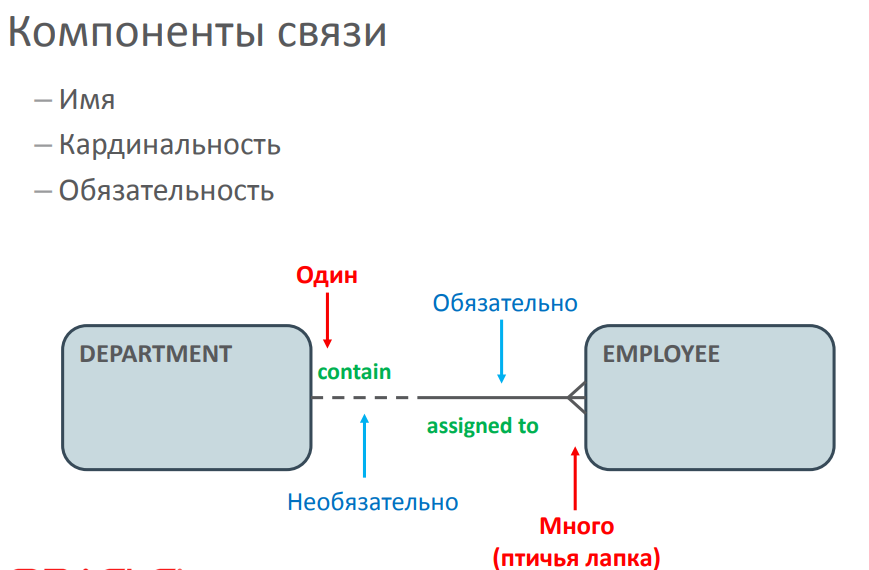 Компоненты связи
– Имя
– Кардинальность
– Обязательность
Один
Обязательно
DEPARTMENT
EMPLOYEE
contain
assigned to
Необязательно
Много
(птичья лапка)